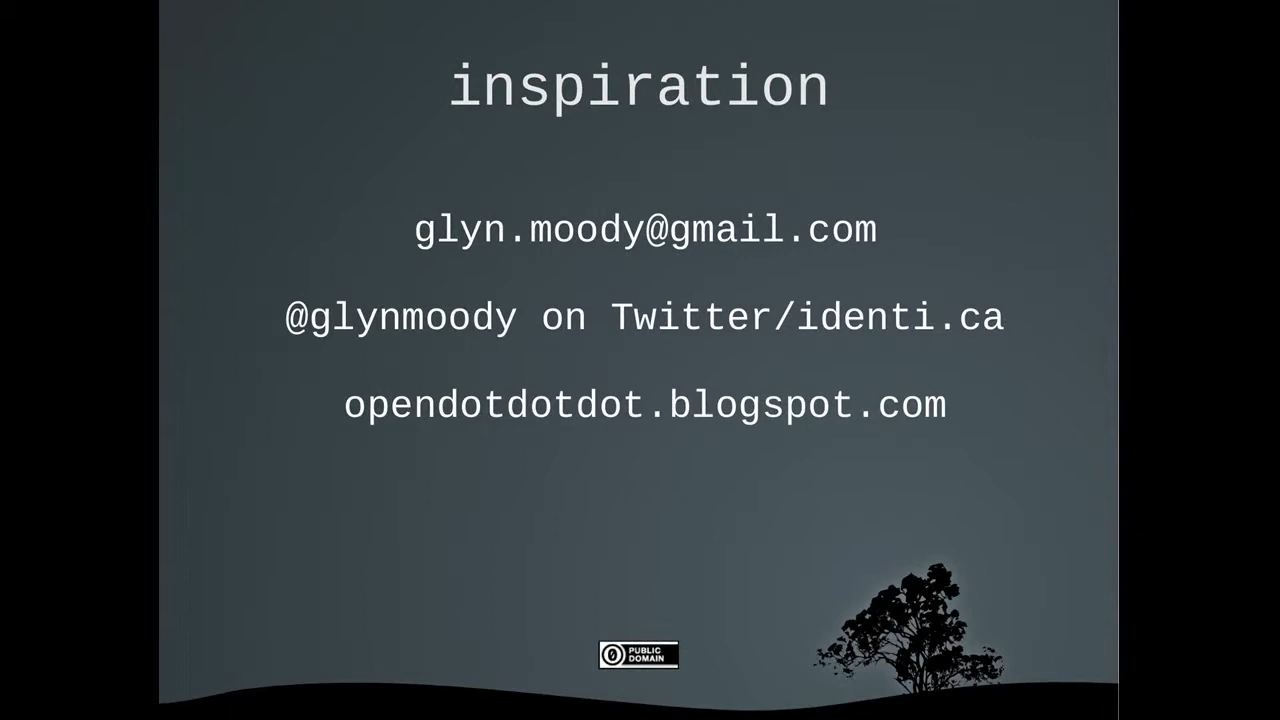 inspiration
glyn.moody@gmail.com
@glynmoody on Twitter/identi.ca
opendotdotdot.blogspot.com
PUBLIC
DOMAIN